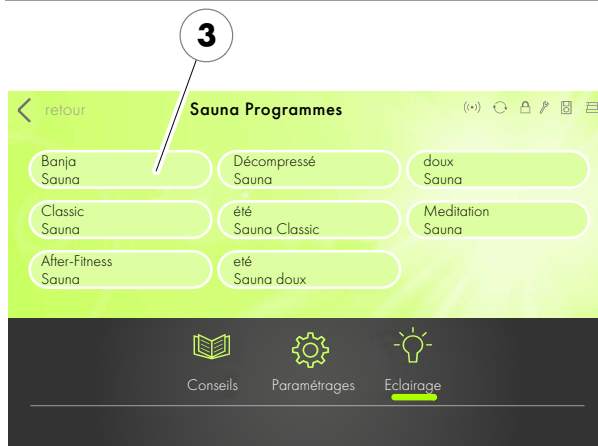 3
retour
Sauna Programmes
Banja
Sauna
Décompressé
Sauna
doux
Sauna
Classic
Sauna
été
Sauna Classic
Meditation
Sauna
After-Fitness
Sauna
eté
Sauna doux
Conseils
Paramétrages
Eclairage